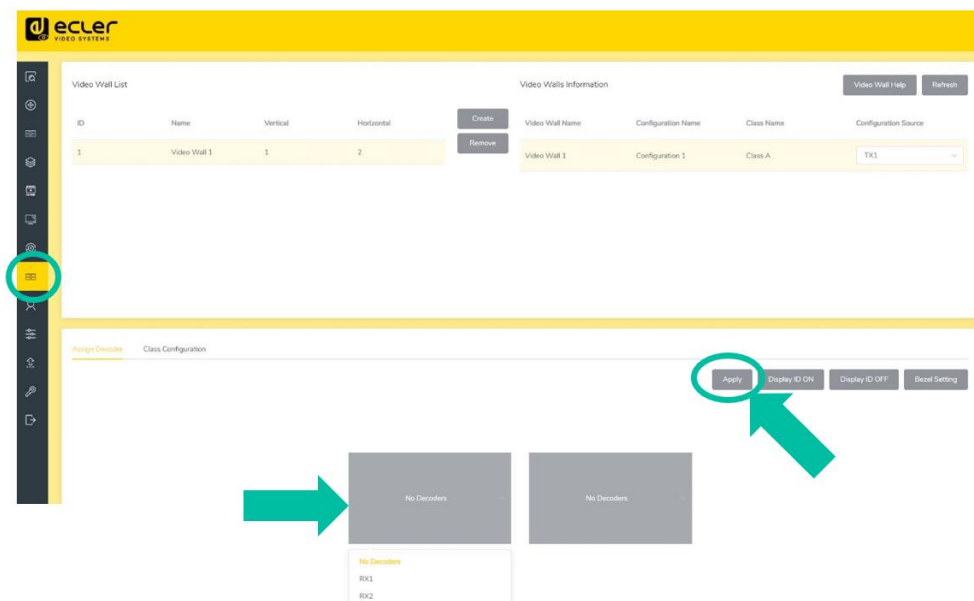 ecler
VIDEO SYSTEMS
Video Wall List
Video Walls Information
Video Wall Help
Refresh
ID
Name
Vertical
Horizontal
Create
Video Wall Name
Configuration Name
Class Name
Configuration Source
1
Video Wall 1
1
2
Remove
Video Wall 1
Configuration 1
Class A
TX1
Assign Decoder
Class Configuration
Apply
Display ID ON
Display ID OFF
Bezel Setting
No Decoders
No Decoders
No Decoders
RX1
RX2